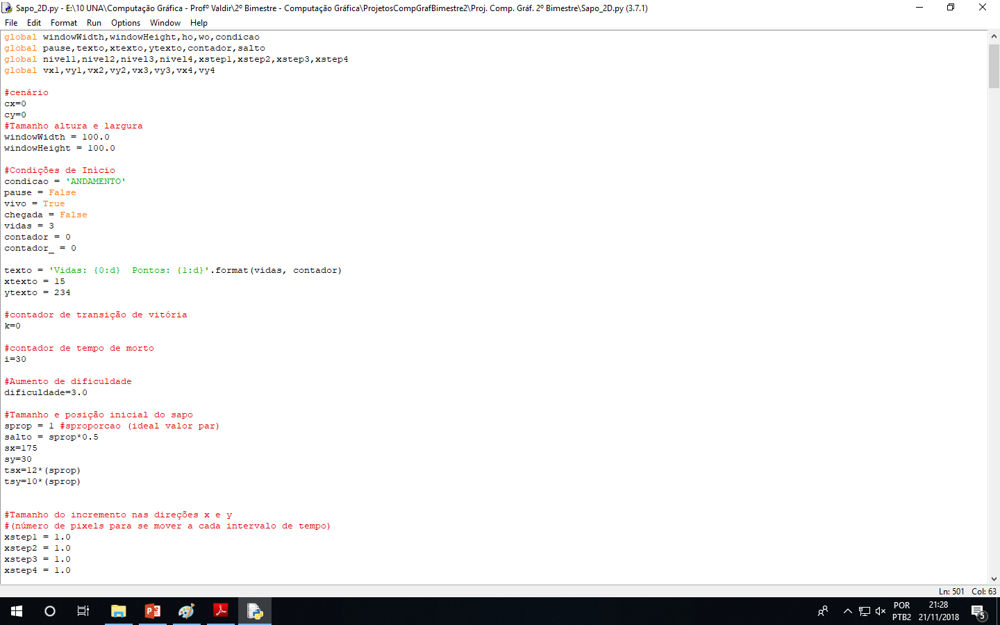 Sapo_2D.py - E:\10 UNA\Computação Gráfica - Profº Valdir\2º Bimestre - Computação Gráfica\ProjetosCompGrafBimestre2\Proj. Comp. Gráf. 2º Bimestre\Sapo_2D.py (3.7.1)
File Edit Format Run Options Window Help
global windowWidth,windowHeight,ho,wo,condicao
global pause,texto,xtexto,ytexto,contador,salto
global nivel1,nivel2,nivel3,nivel4,xstep1,xstep2,xstep3,xstep4
global vx1,vy1,vx2,vy2,vx3,vy3,vx4,vy4
#cenário
cx=0
cy=0
#Tamanho altura e largura
windowWidth = 100.0
windowHeight = 100.0
#Condições de Início
condicao = 'ANDAMENTO'
pause = False
vivo = True
chegada = False
vidas = 3
contador = 0
contador_ = 0
texto = 'Vidas: {0:d}  Pontos: {1:d}'.format(vidas, contador)
xtexto = 15
ytexto = 234
#contador de transição de vitória
k=0
#contador de tempo de morto
i=30
#Aumento de dificuldade
dificuldade=3.0
#Tamanho e posição inicial do sapo
sprop = 1 #sproporcao (ideal valor par)
salto = sprop*0.5
sx=175
sy=30
tsx=12*(sprop)
tsy=10*(sprop)
#Tamanho do incremento nas direções x e y
#(número de pixels para se mover a cada intervalo de tempo)
xstep1 = 1.0
xstep2 = 1.0
xstep3 = 1.0
xstep4 = 1.0
Ln: 501 Col: 63
POR
PTB2
21:28
21/11/2018
5